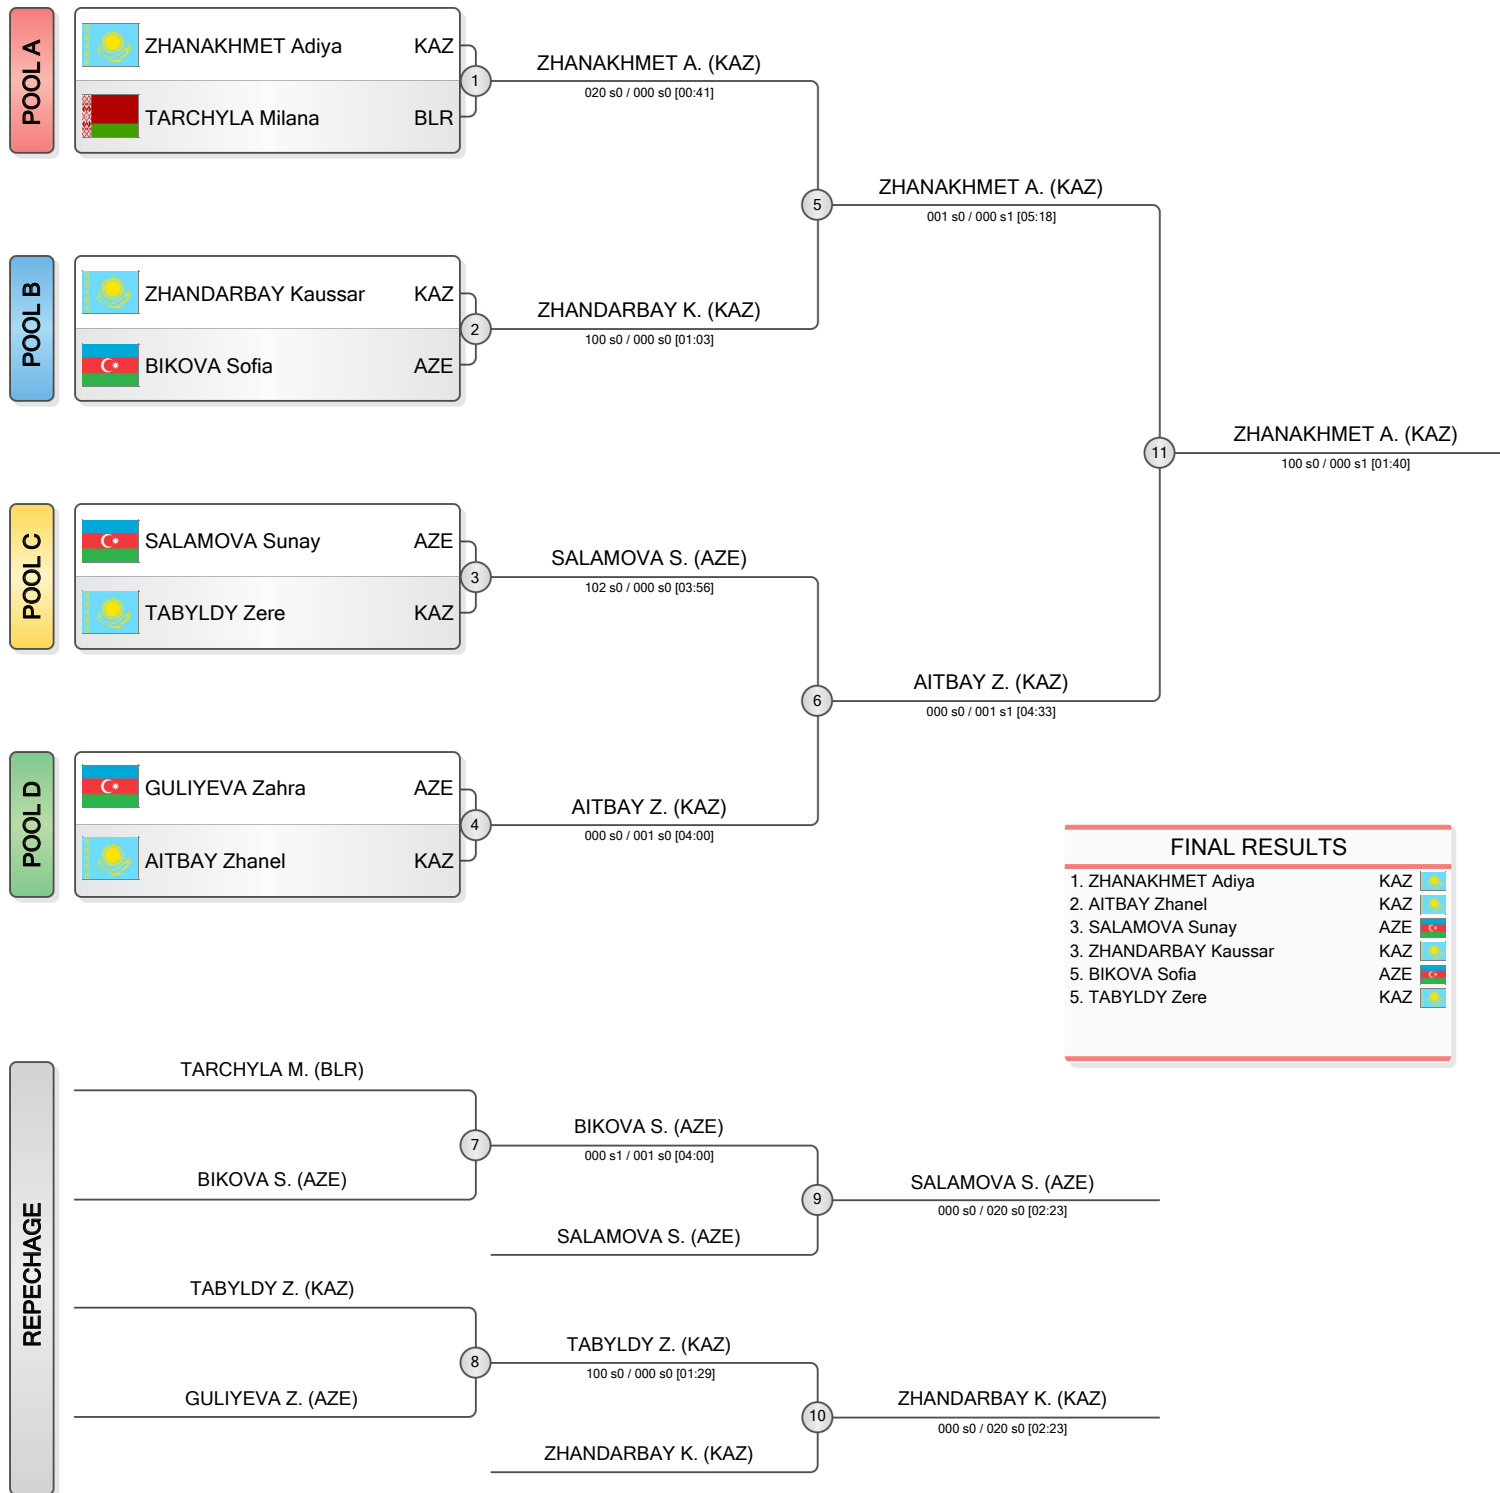 POOL A
ZHANAKHMET Adiya KAZ
TARCHYLA Milana BLR
1
ZHANAKHMET A. (KAZ)
020 s0 / 000 s0 [00:41]
5
ZHANAKHMET A. (KAZ)
001 s0 / 000 s1 [05:18]
POOL B
ZHANDARBAY Kaussar KAZ
BIKOVA Sofia AZE
2
ZHANDARBAY K. (KAZ)
100 s0 / 000 s0 [01:03]
11
ZHANAKHMET A. (KAZ)
100 s0 / 000 s1 [01:40]
POOL C
SALAMOVA Sunay AZE
TABYLDY Zere KAZ
3
SALAMOVA S. (AZE)
102 s0 / 000 s0 [03:56]
6
AITBAY Z. (KAZ)
000 s0 / 001 s1 [04:33]
POOL D
GULIYEVA Zahra AZE
AITBAY Zhanel KAZ
4
AITBAY Z. (KAZ)
000 s0 / 001 s0 [04:00]
FINAL RESULTS
1. ZHANAKHMET Adiya KAZ
2. AITBAY Zhanel KAZ
3. SALAMOVA Sunay AZE
3. ZHANDARBAY Kaussar KAZ
5. BIKOVA Sofia AZE
5. TABYLDY Zere KAZ
REPECHAGE
TARCHYLA M. (BLR)
BIKOVA S. (AZE)
7
BIKOVA S. (AZE)
000 s1 / 001 s0 [04:00]
SALAMOVA S. (AZE)
9
SALAMOVA S. (AZE)
000 s0 / 020 s0 [02:23]
TABYLDY Z. (KAZ)
GULIYEVA Z. (AZE)
8
TABYLDY Z. (KAZ)
100 s0 / 000 s0 [01:29]
ZHANDARBAY K. (KAZ)
10
ZHANDARBAY K. (KAZ)
000 s0 / 020 s0 [02:23]